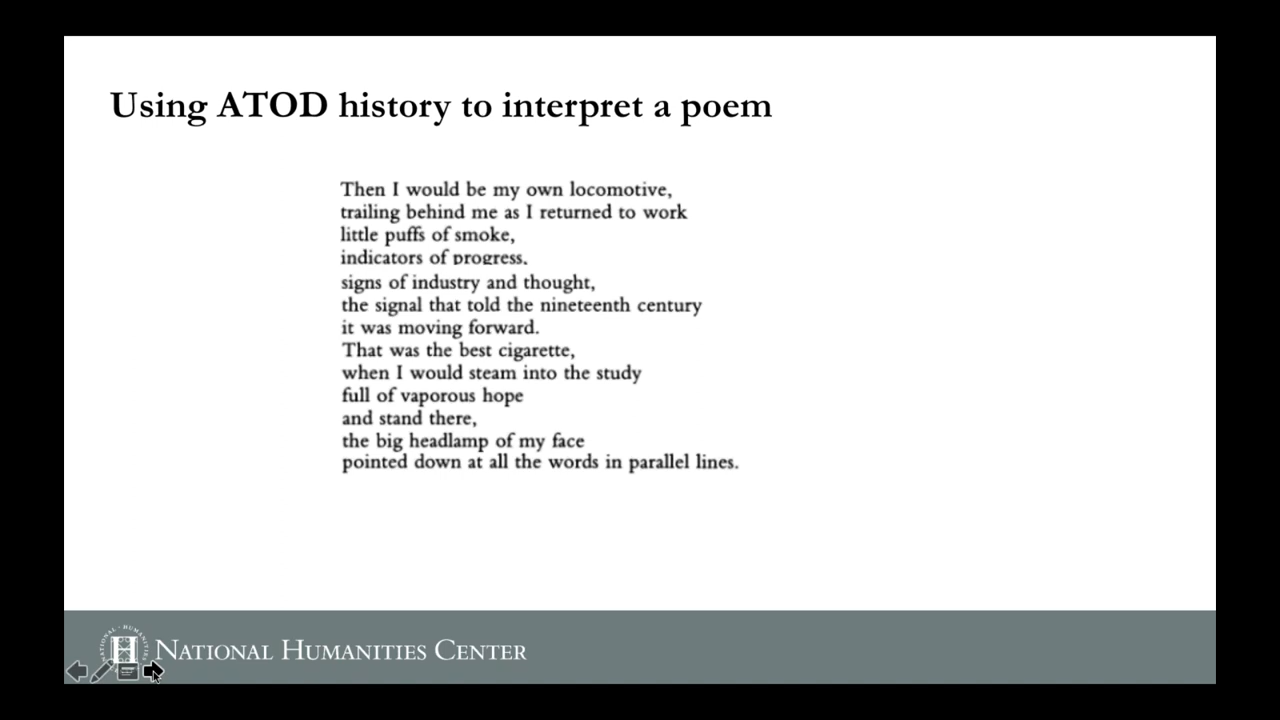 Using ATOD history to interpret a poem
Then I would be my own locomotive,
trailing behind me as I returned to work
little puffs of smoke,
indicators of progress,
signs of industry and thought,
the signal that told the nineteenth century
it was moving forward.
That was the best cigarette,
when I would steam into the study
full of vaporous hope
and stand there,
the big headlamp of my face
pointed down at all the words in parallel lines.
NATIONAL HUMANITIES CENTER